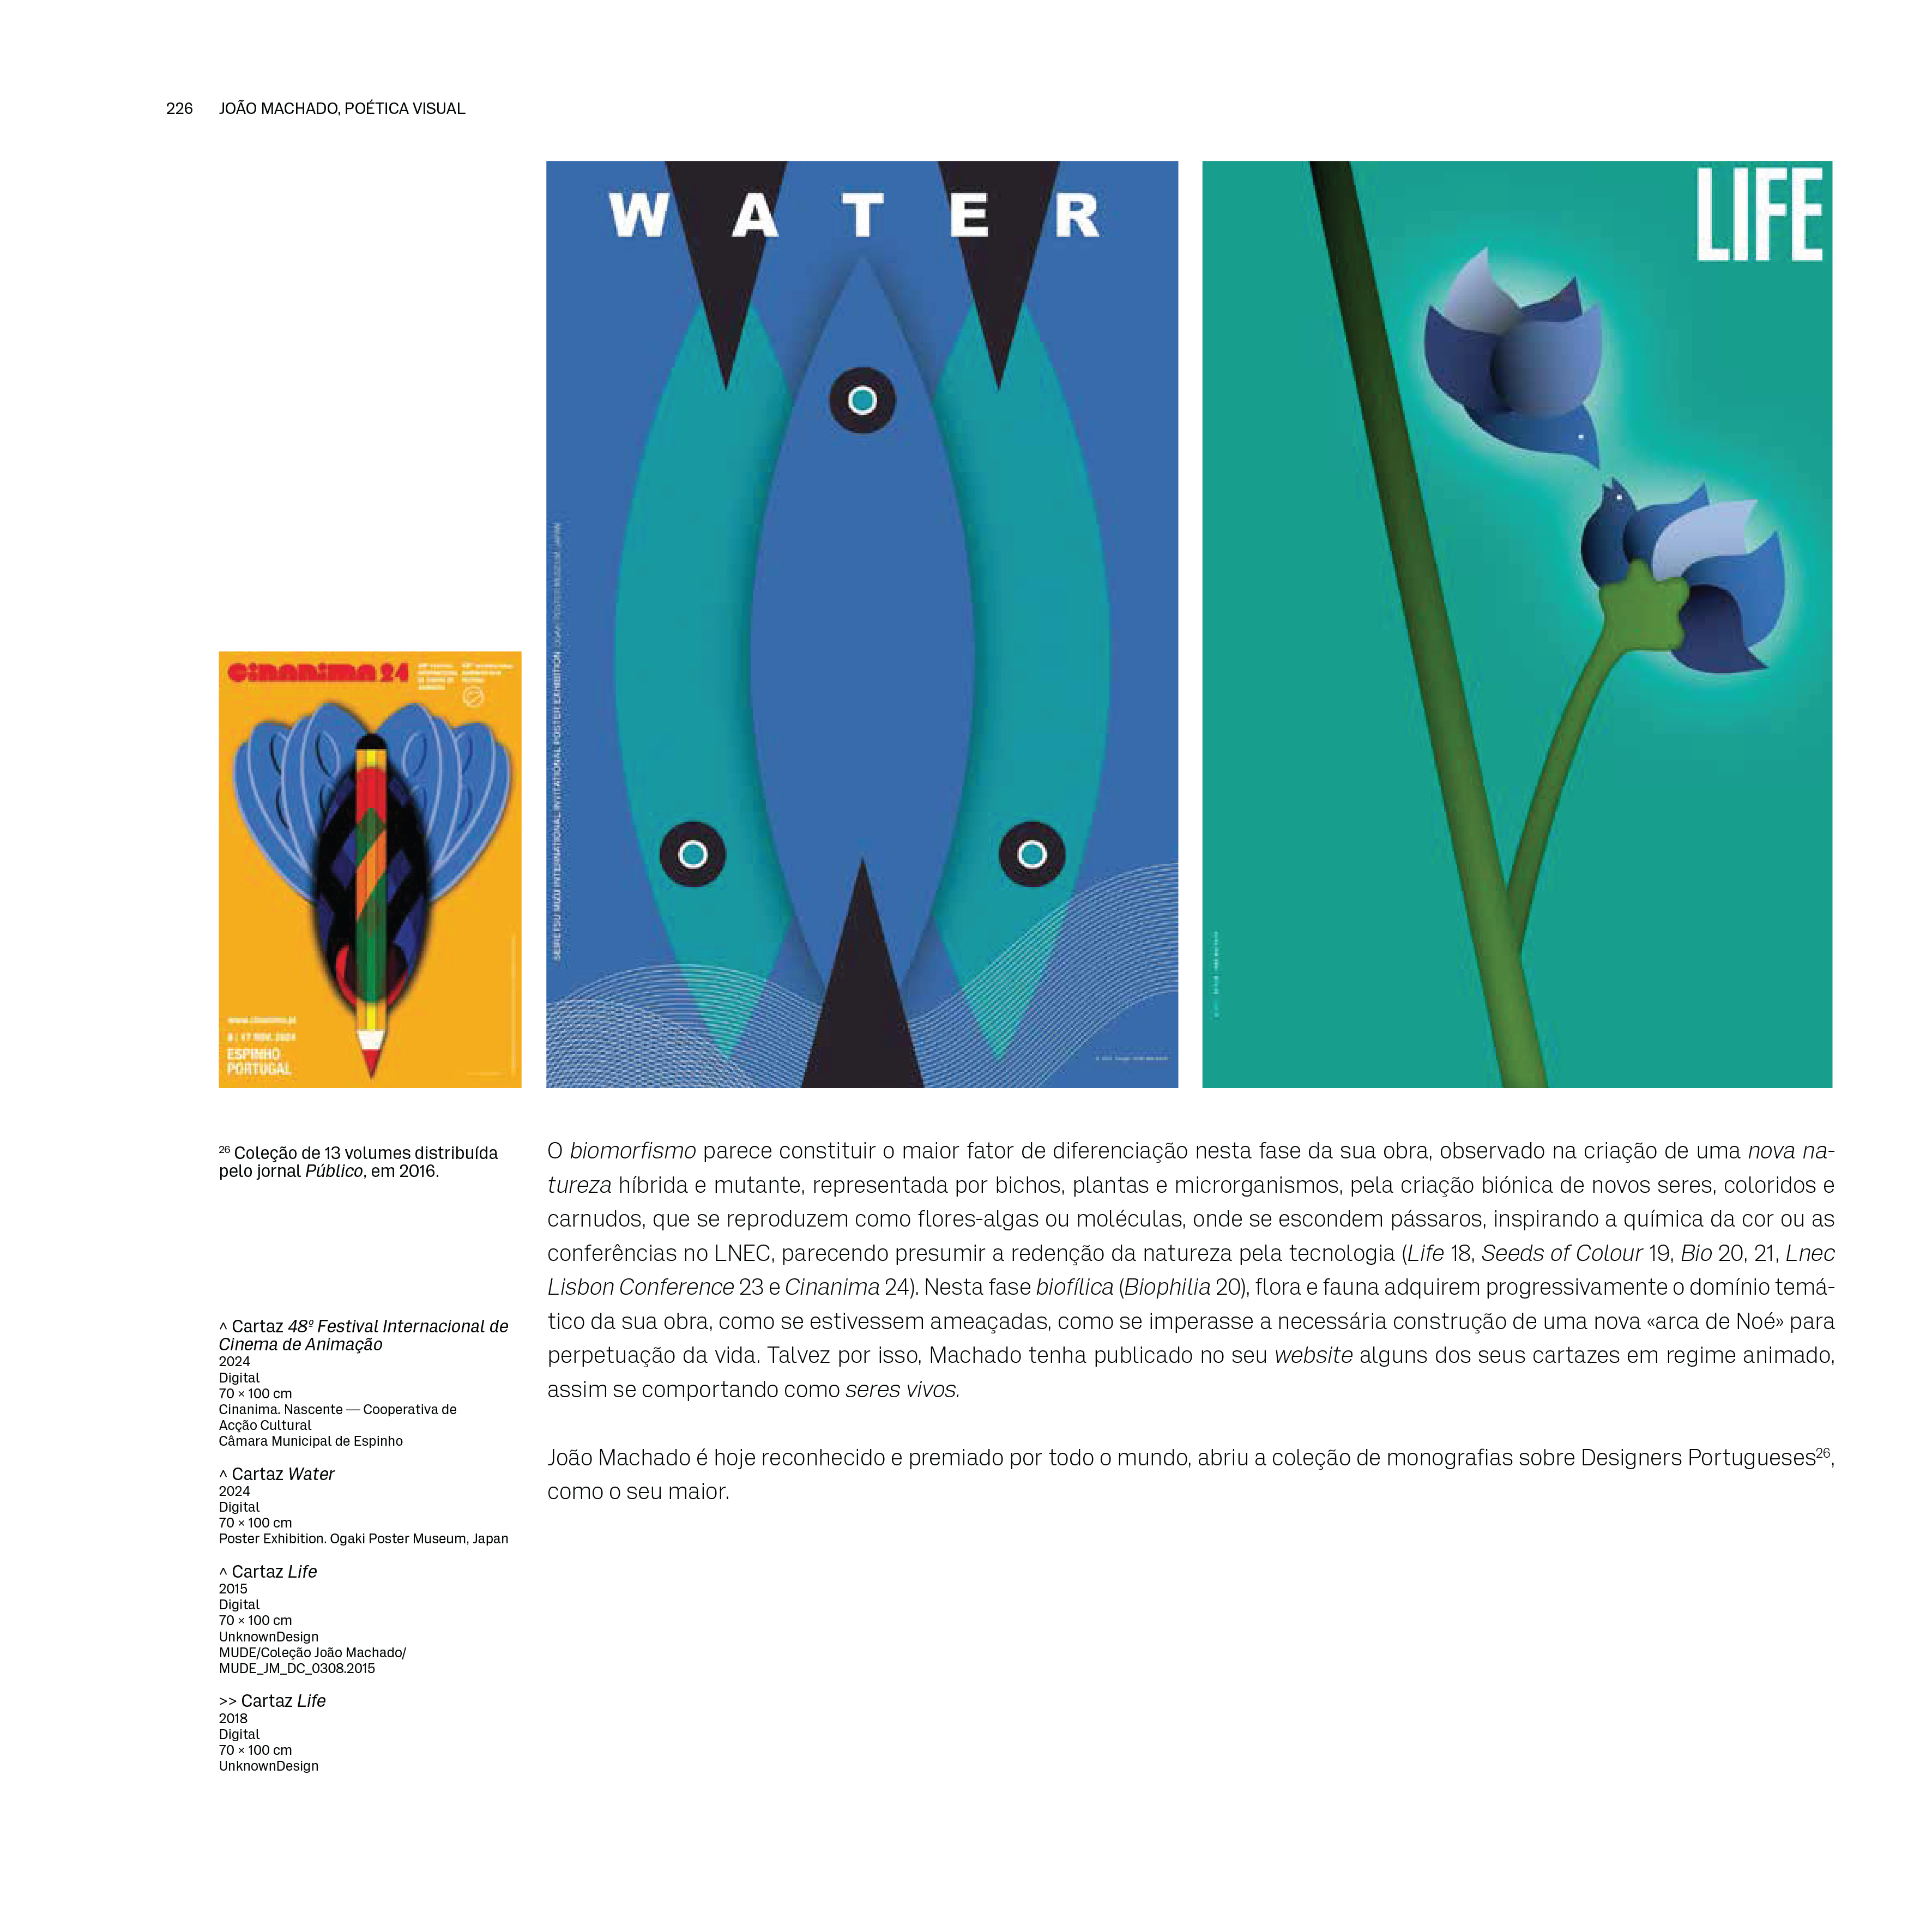 226 JOÃO MACHADO, POÉTICA VISUAL
WATER
LIFE
SEIRETSU MIZU INTERNATIONAL INVITATIONAL POSTER EXHIBITION OGAKI POSTER MUSEUM JAPAN
cinanima 24
www.cinanima.pt
8 | 17 NOV. 2024
ESPINHO
PORTUGAL
26 Coleção de 13 volumes distribuída
pelo jornal Público, em 2016.
^ Cartaz 48º Festival Internacional de
Cinema de Animação
2024
Digital
70 × 100 cm
Cinanima. Nascente — Cooperativa de
Acção Cultural
Câmara Municipal de Espinho
^ Cartaz Water
2024
Digital
70 × 100 cm
Poster Exhibition. Ogaki Poster Museum, Japan
^ Cartaz Life
2015
Digital
70 × 100 cm
UnknownDesign
MUDE/Coleção João Machado/
MUDE_JM_DC_0308.2015
>> Cartaz Life
2018
Digital
70 × 100 cm
UnknownDesign
O biomorfismo parece constituir o maior fator de diferenciação nesta fase da sua obra, observado na criação de uma nova na-
tureza híbrida e mutante, representada por bichos, plantas e microrganismos, pela criação biónica de novos seres, coloridos e
carnudos, que se reproduzem como flores-algas ou moléculas, onde se escondem pássaros, inspirando a química da cor ou as
conferências no LNEC, parecendo presumir a redenção da natureza pela tecnologia (Life 18, Seeds of Colour 19, Bio 20, 21, Lnec
Lisbon Conference 23 e Cinanima 24). Nesta fase biofílica (Biophilia 20), flora e fauna adquirem progressivamente o domínio temá-
tico da sua obra, como se estivessem ameaçadas, como se imperasse a necessária construção de uma nova «arca de Noé» para
perpetuação da vida. Talvez por isso, Machado tenha publicado no seu website alguns dos seus cartazes em regime animado,
assim se comportando como seres vivos.
João Machado é hoje reconhecido e premiado por todo o mundo, abriu a coleção de monografias sobre Designers Portugueses26,
como o seu maior.